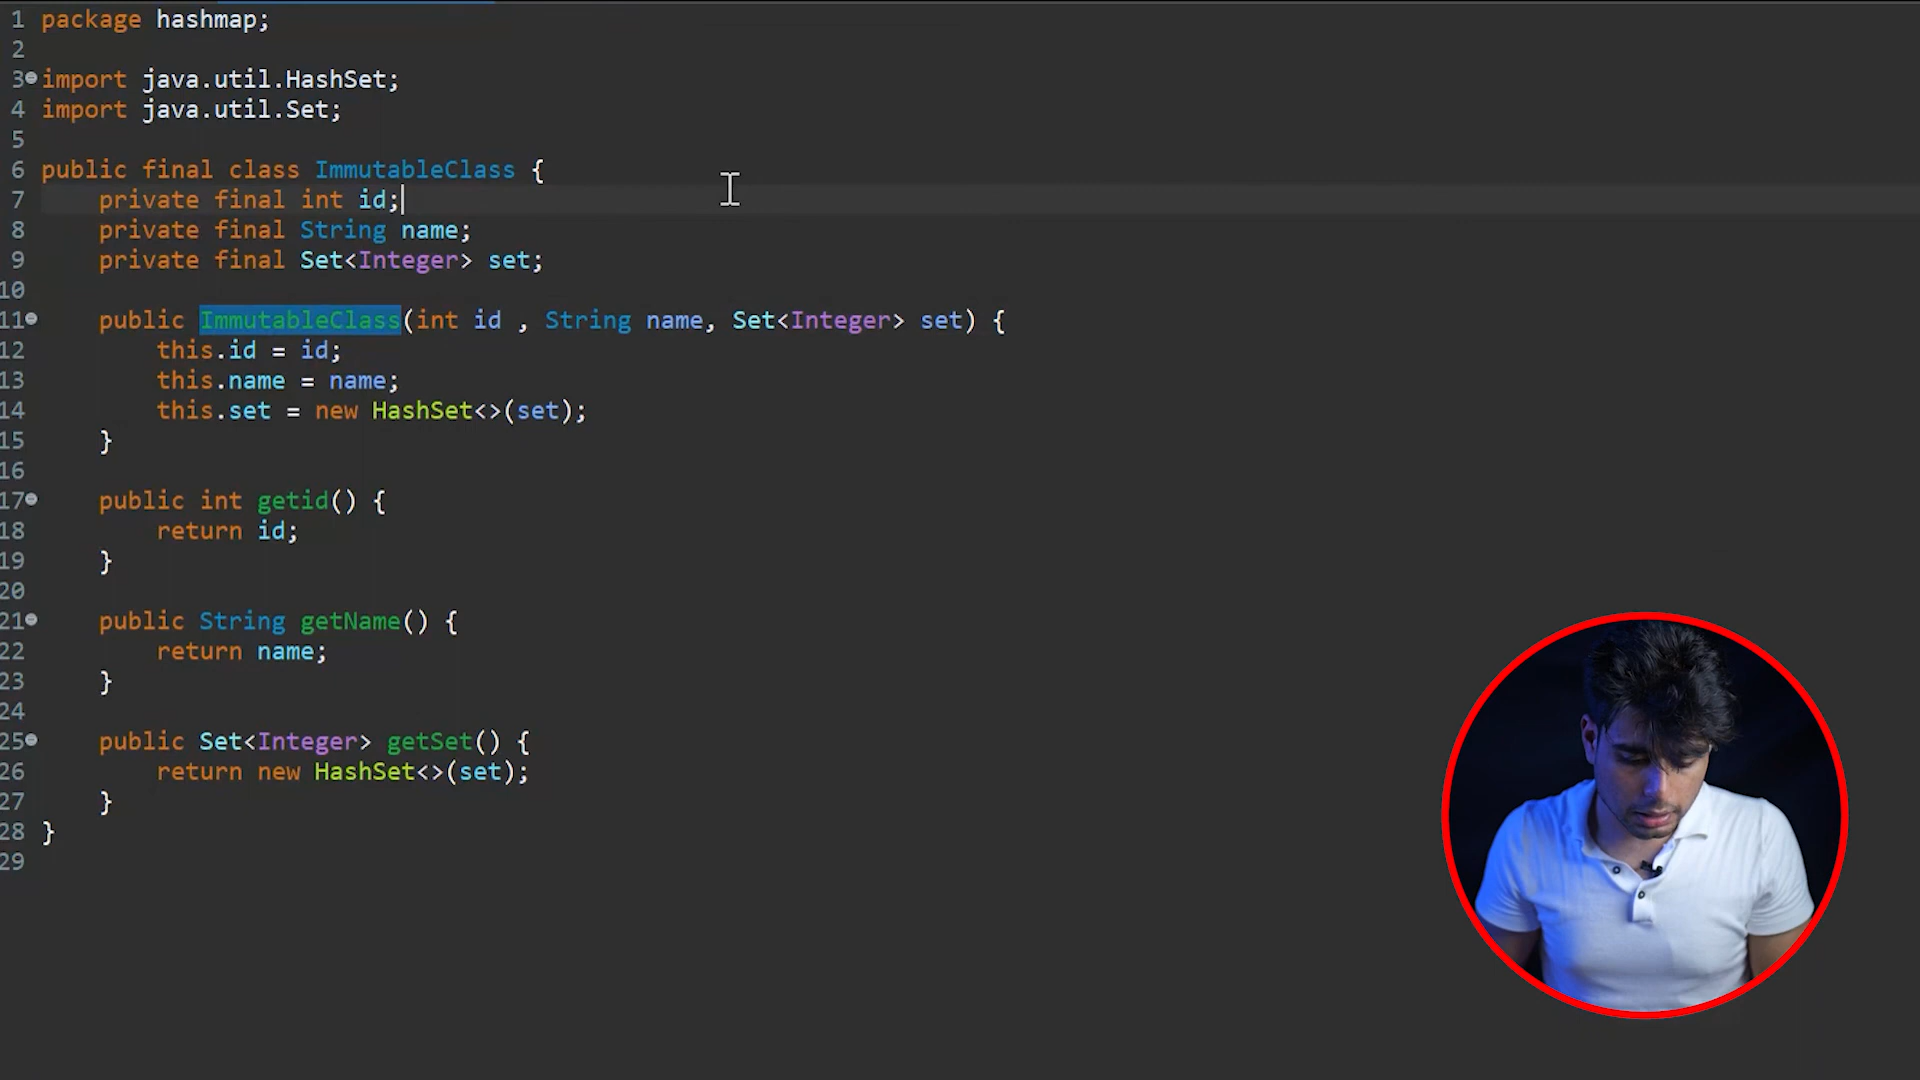 1 package hashmap;
2
3 import java.util.HashSet;
4 import java.util.Set;
5
6 public final class ImmutableClass {
7 private final int id;
8 private final String name;
9 private final Set<Integer> set;
10
11 public ImmutableClass(int id , String name, Set<Integer> set) {
12 this.id = id;
13 this.name = name;
14 this.set = new HashSet<>(set);
15 }
16
17 public int getid() {
18 return id;
19 }
20
21 public String getName() {
22 return name;
23 }
24
25 public Set<Integer> getSet() {
26 return new HashSet<>(set);
27 }
28 }
29